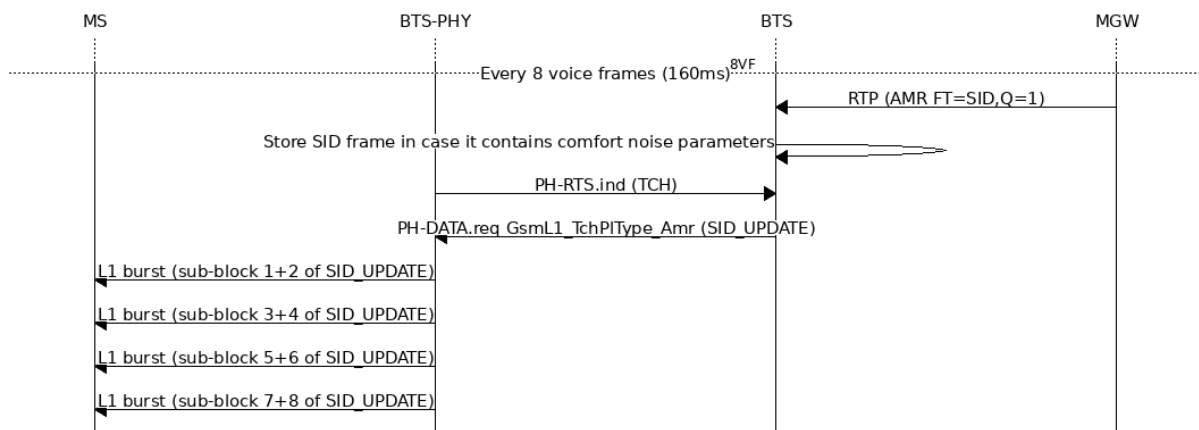 MS BTS-PHY BTS MGW
Every 8 voice frames (160ms) 8VF
RTP (AMR FT=SID,Q=1)
Store SID frame in case it contains comfort noise parameters
PH-RTS.ind (TCH)
PH-DATA.req GsmL1_TchPlType_Amr (SID_UPDATE)
L1 burst (sub-block 1+2 of SID_UPDATE)
L1 burst (sub-block 3+4 of SID_UPDATE)
L1 burst (sub-block 5+6 of SID_UPDATE)
L1 burst (sub-block 7+8 of SID_UPDATE)